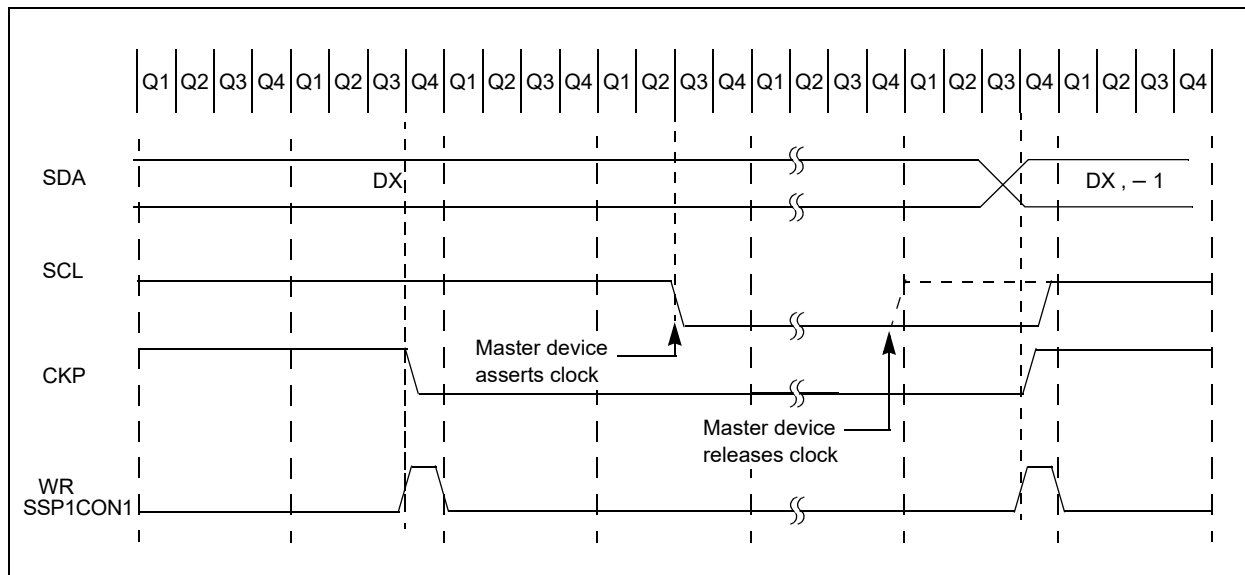 Q1 Q2 Q3 Q4 Q1 Q2 Q3 Q4 Q1 Q2 Q3 Q4 Q1 Q2 Q3 Q4 Q1 Q2 Q3 Q4 Q1 Q2 Q3 Q4 Q1 Q2 Q3 Q4
SDA
DX
DX , – 1
SCL
Master device
asserts clock
CKP
Master device
releases clock
WR
SSP1CON1